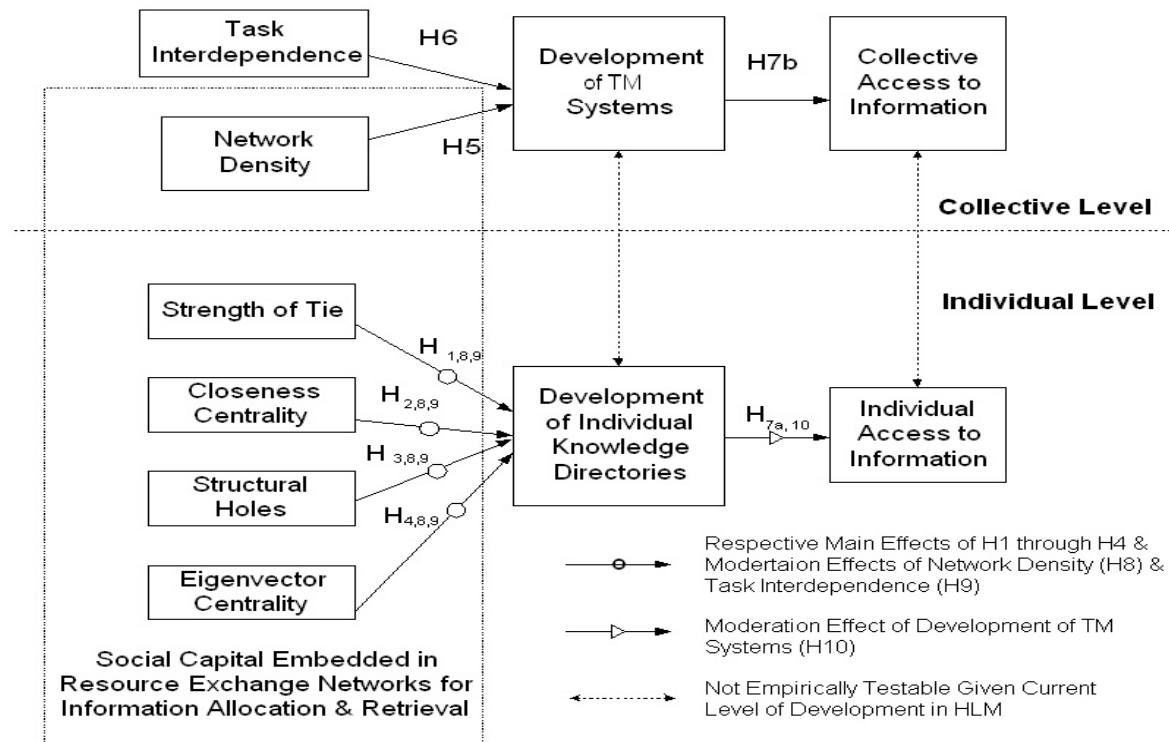 Task
Interdependence
H6
Development
of TM
Systems
H7b
Collective
Access to
Information
Network
Density
H5
Collective Level
Individual Level
Strength of Tie
H 1,8,9
Closeness
Centrality
H 2,8,9
Development
of Individual
Knowledge
Directories
H 7a, 10
Individual
Access to
Information
H 3,8,9
Structural
Holes
H 4,8,9
Eigenvector
Centrality
Respective Main Effects of H1 through H4 &
Modertaion Effects of Network Density (H8) &
Task Interdependence (H9)
Moderation Effect of Development of TM
Systems (H10)
Social Capital Embedded in
Resource Exchange Networks for
Information Allocation & Retrieval
Not Empirically Testable Given Current
Level of Development in HLM